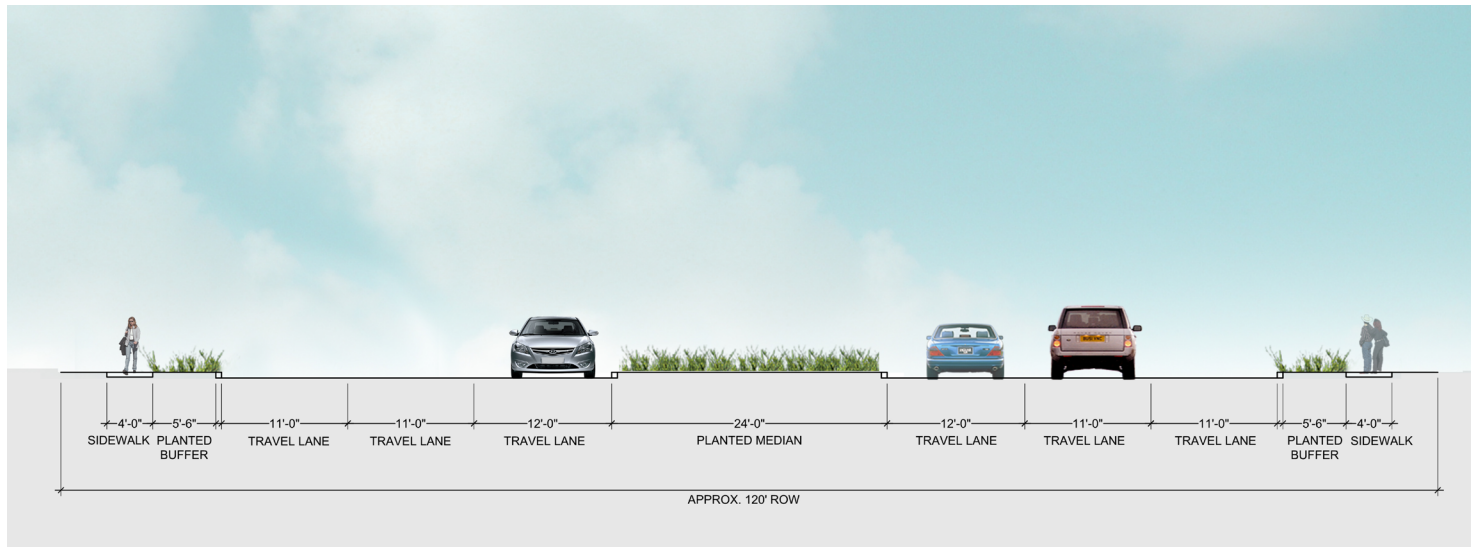 4'-0" 5'-6" 11'-0" 11'-0" 12'-0" 24'-0" 12'-0" 11'-0" 11'-0" 5'-6" 4'-0"
SIDEWALK PLANTED TRAVEL LANE TRAVEL LANE TRAVEL LANE PLANTED MEDIAN TRAVEL LANE TRAVEL LANE TRAVEL LANE PLANTED SIDEWALK
BUFFER BUFFER
APPROX. 120' ROW